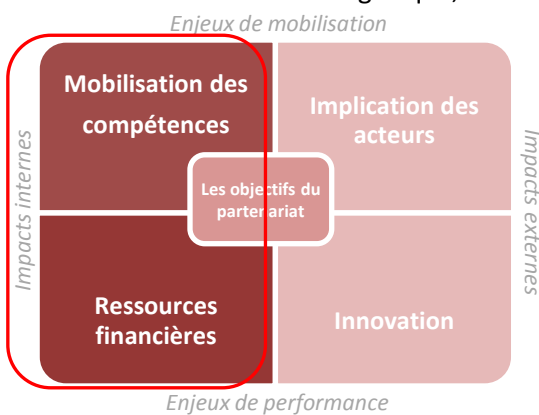 Enjeux de mobilisation
Mobilisation des
compétences
Implication des
acteurs
Impacts internes
Les objectifs du
partenariat
Impacts externes
Ressources
financières
Innovation
Enjeux de performance